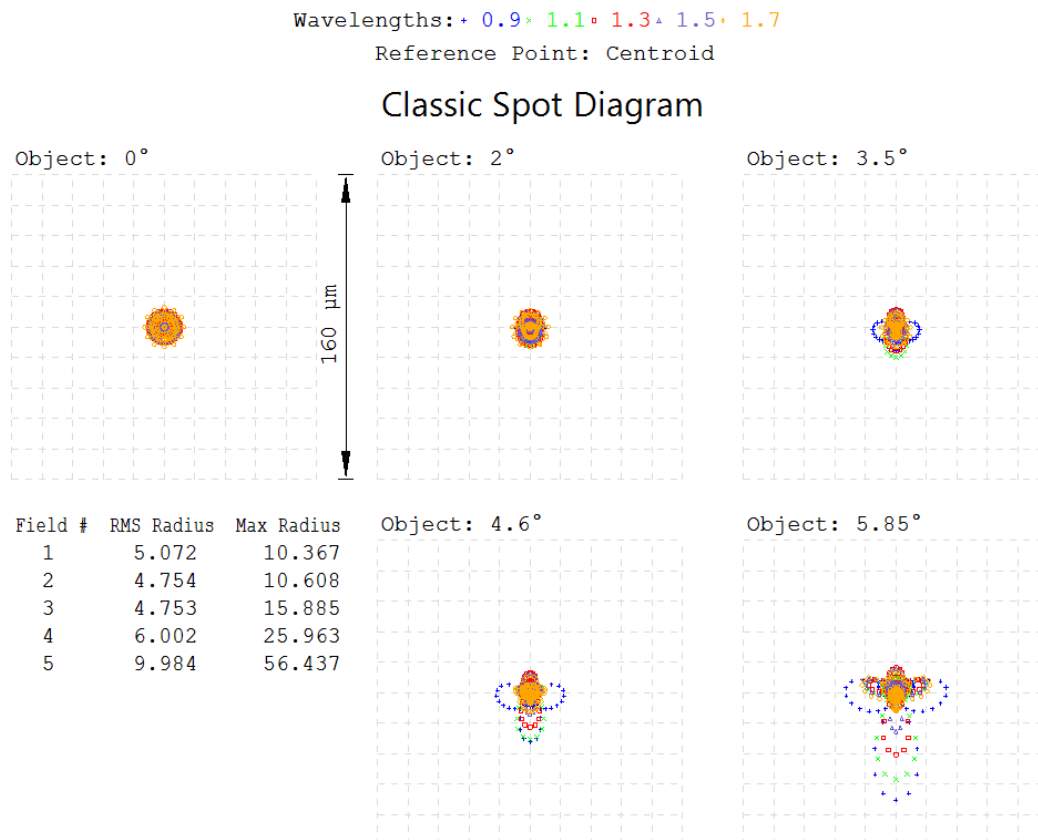 Wavelengths: + 0.9 × 1.1 □ 1.3 △ 1.5 ◇ 1.7
Reference Point: Centroid
Classic Spot Diagram
Object: 0°
Object: 2°
Object: 3.5°
160 µm
Field # RMS Radius Max Radius
1 5.072 10.367
2 4.754 10.608
3 4.753 15.885
4 6.002 25.963
5 9.984 56.437
Object: 4.6°
Object: 5.85°